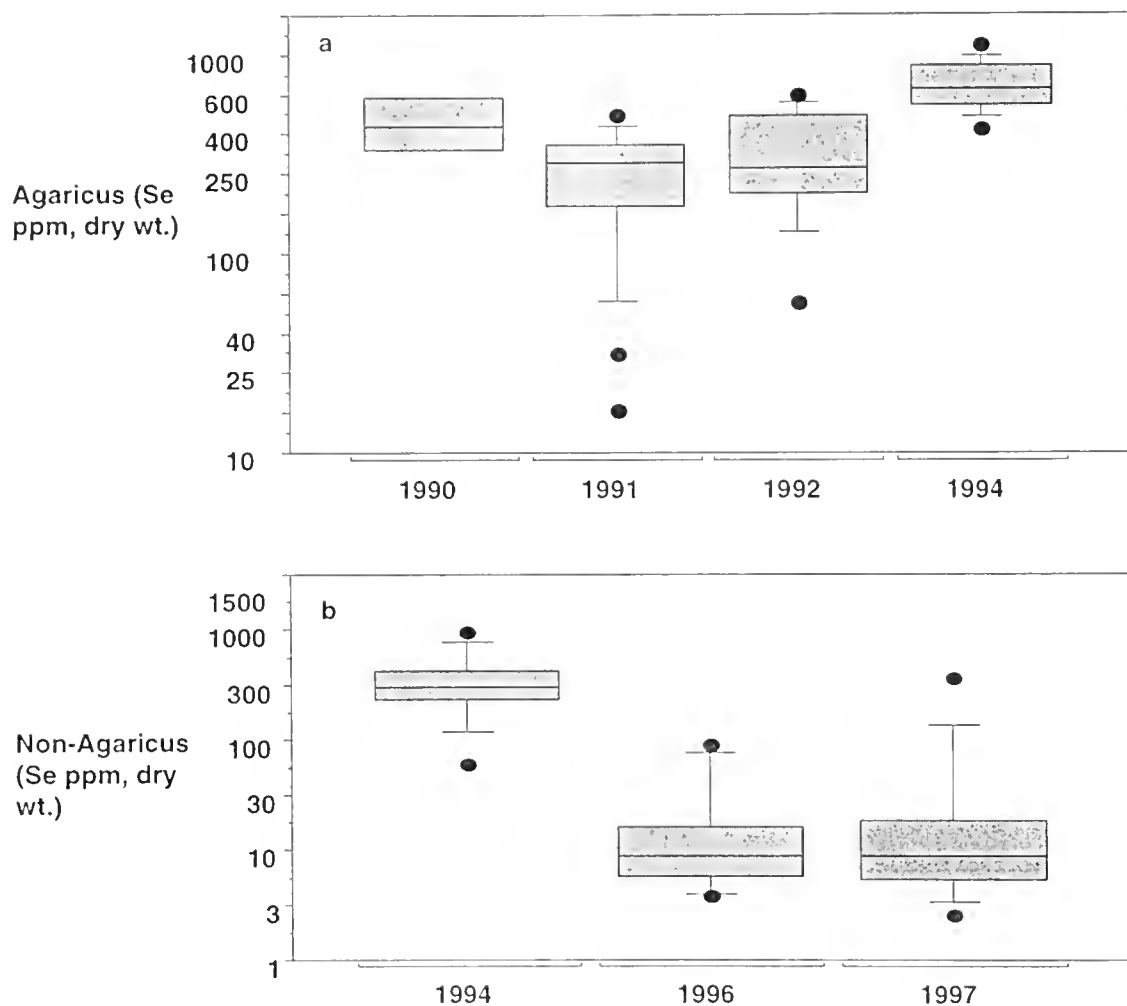 a
1000
600
400
250
Agaricus (Se
ppm, dry wt.)
100
40
25
10
1990 1991 1992 1994
b
1500
1000
300
Non-Agaricus
(Se ppm, dry
wt.)
100
30
10
3
1
1994 1996 1997